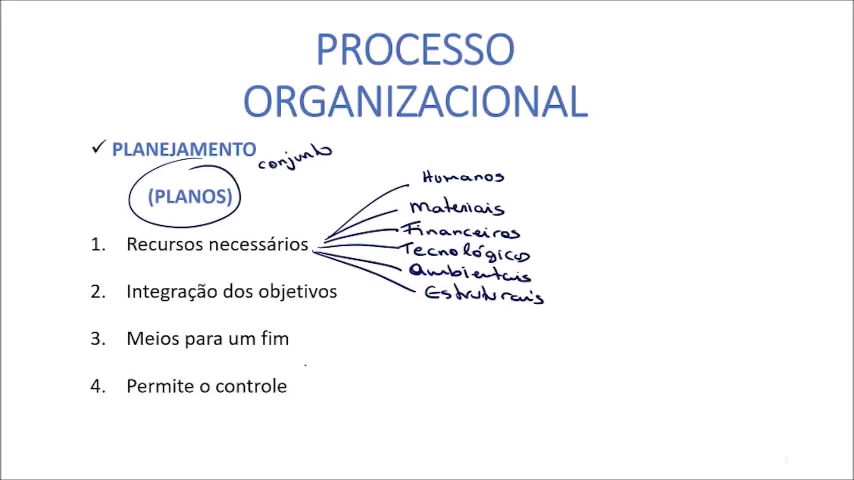 PROCESSO
ORGANIZACIONAL
✓ PLANEJAMENTO
conjunto
(PLANOS)
Humanos
Materiais
Financeiros
Tecnológicos
Ambientais
Estruturais
1. Recursos necessários
2. Integração dos objetivos
3. Meios para um fim
4. Permite o controle
5